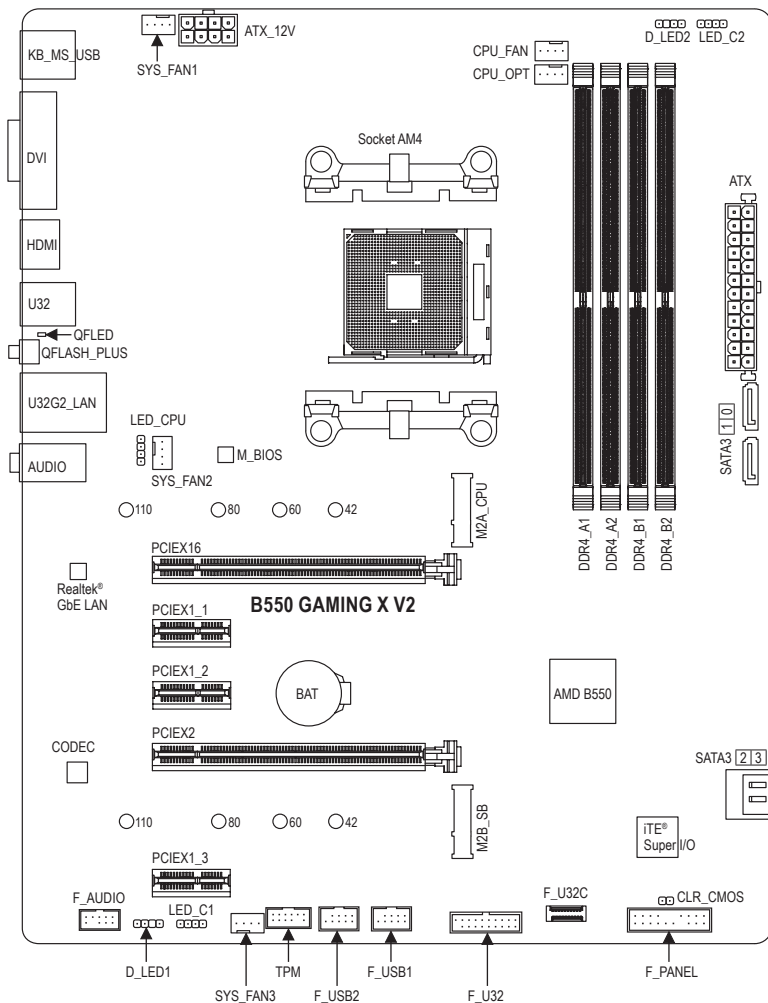 ATX_12V
D_LED2 LED_C2
CPU_FAN
KB_MS_USB
SYS_FAN1
CPU_OPT
Socket AM4
DVI
ATX
HDMI
U32
QFLED
QFLASH_PLUS
U32G2_LAN
LED_CPU
SATA3 1 0
M_BIOS
AUDIO
SYS_FAN2
M2A_CPU
110 80 60 42
DDR4_A1
DDR4_A2
DDR4_B1
DDR4_B2
PCIEX16
Realtek®
GbE LAN
B550 GAMING X V2
PCIEX1_1
PCIEX1_2
BAT
AMD B550
PCIEX2
CODEC
SATA3 2 3
M2B_SB
110 80 60 42
iTE®
Super I/O
PCIEX1_3
F_AUDIO
LED_C1
F_U32C
CLR_CMOS
D_LED1
TPM
F_USB1
F_PANEL
SYS_FAN3
F_USB2
F_U32